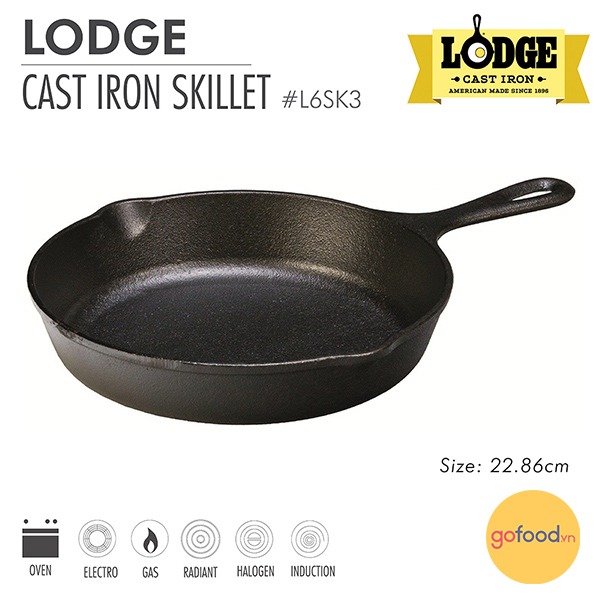 LODGE
CAST IRON SKILLET #L6SK3
LODGE
CAST IRON
AMERICAN MADE SINCE 1896
Size: 22.86cm
OVEN
ELECTRO
GAS
RADIANT
HALOGEN
INDUCTION
gofood.vn